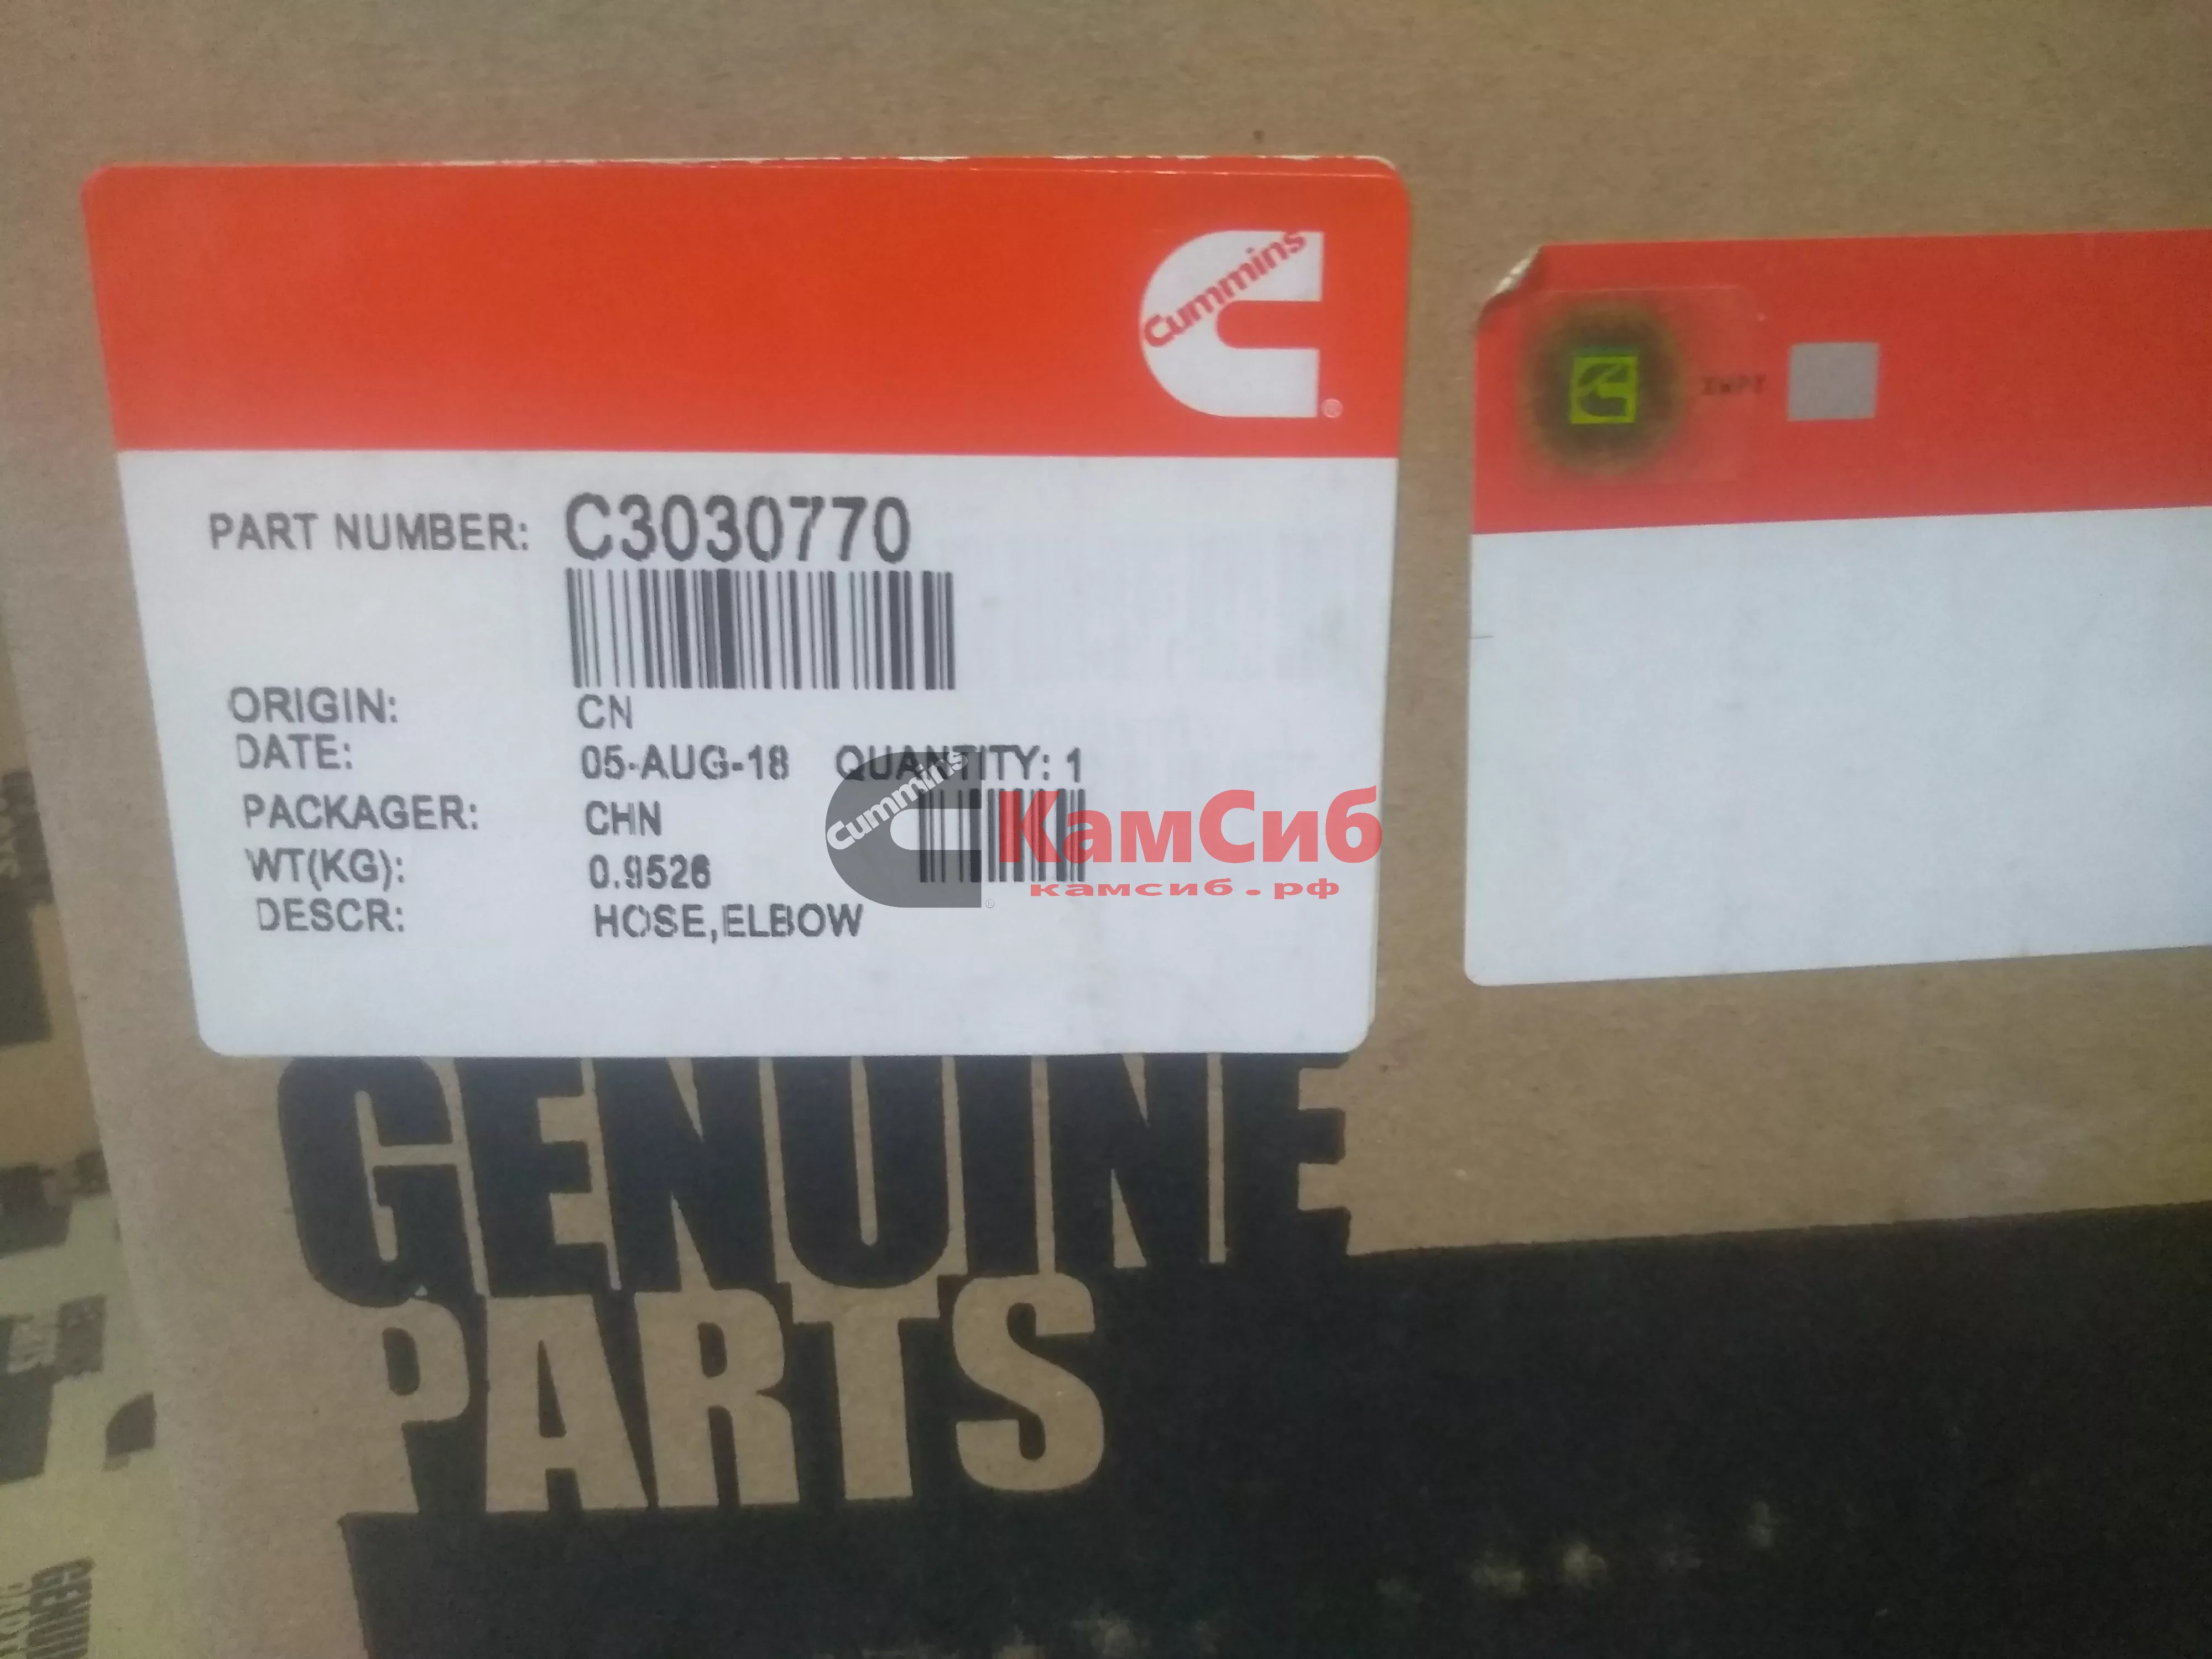 Cummins
®
PART NUMBER: C3030770
ORIGIN: CN
DATE: 05-AUG-18 QUANTITY: 1
PACKAGER: CHN
WT(KG): 0.9526
DESCR: HOSE,ELBOW
Cummins
®
КамСиб
камсиб.рф
GENUINE
PARTS